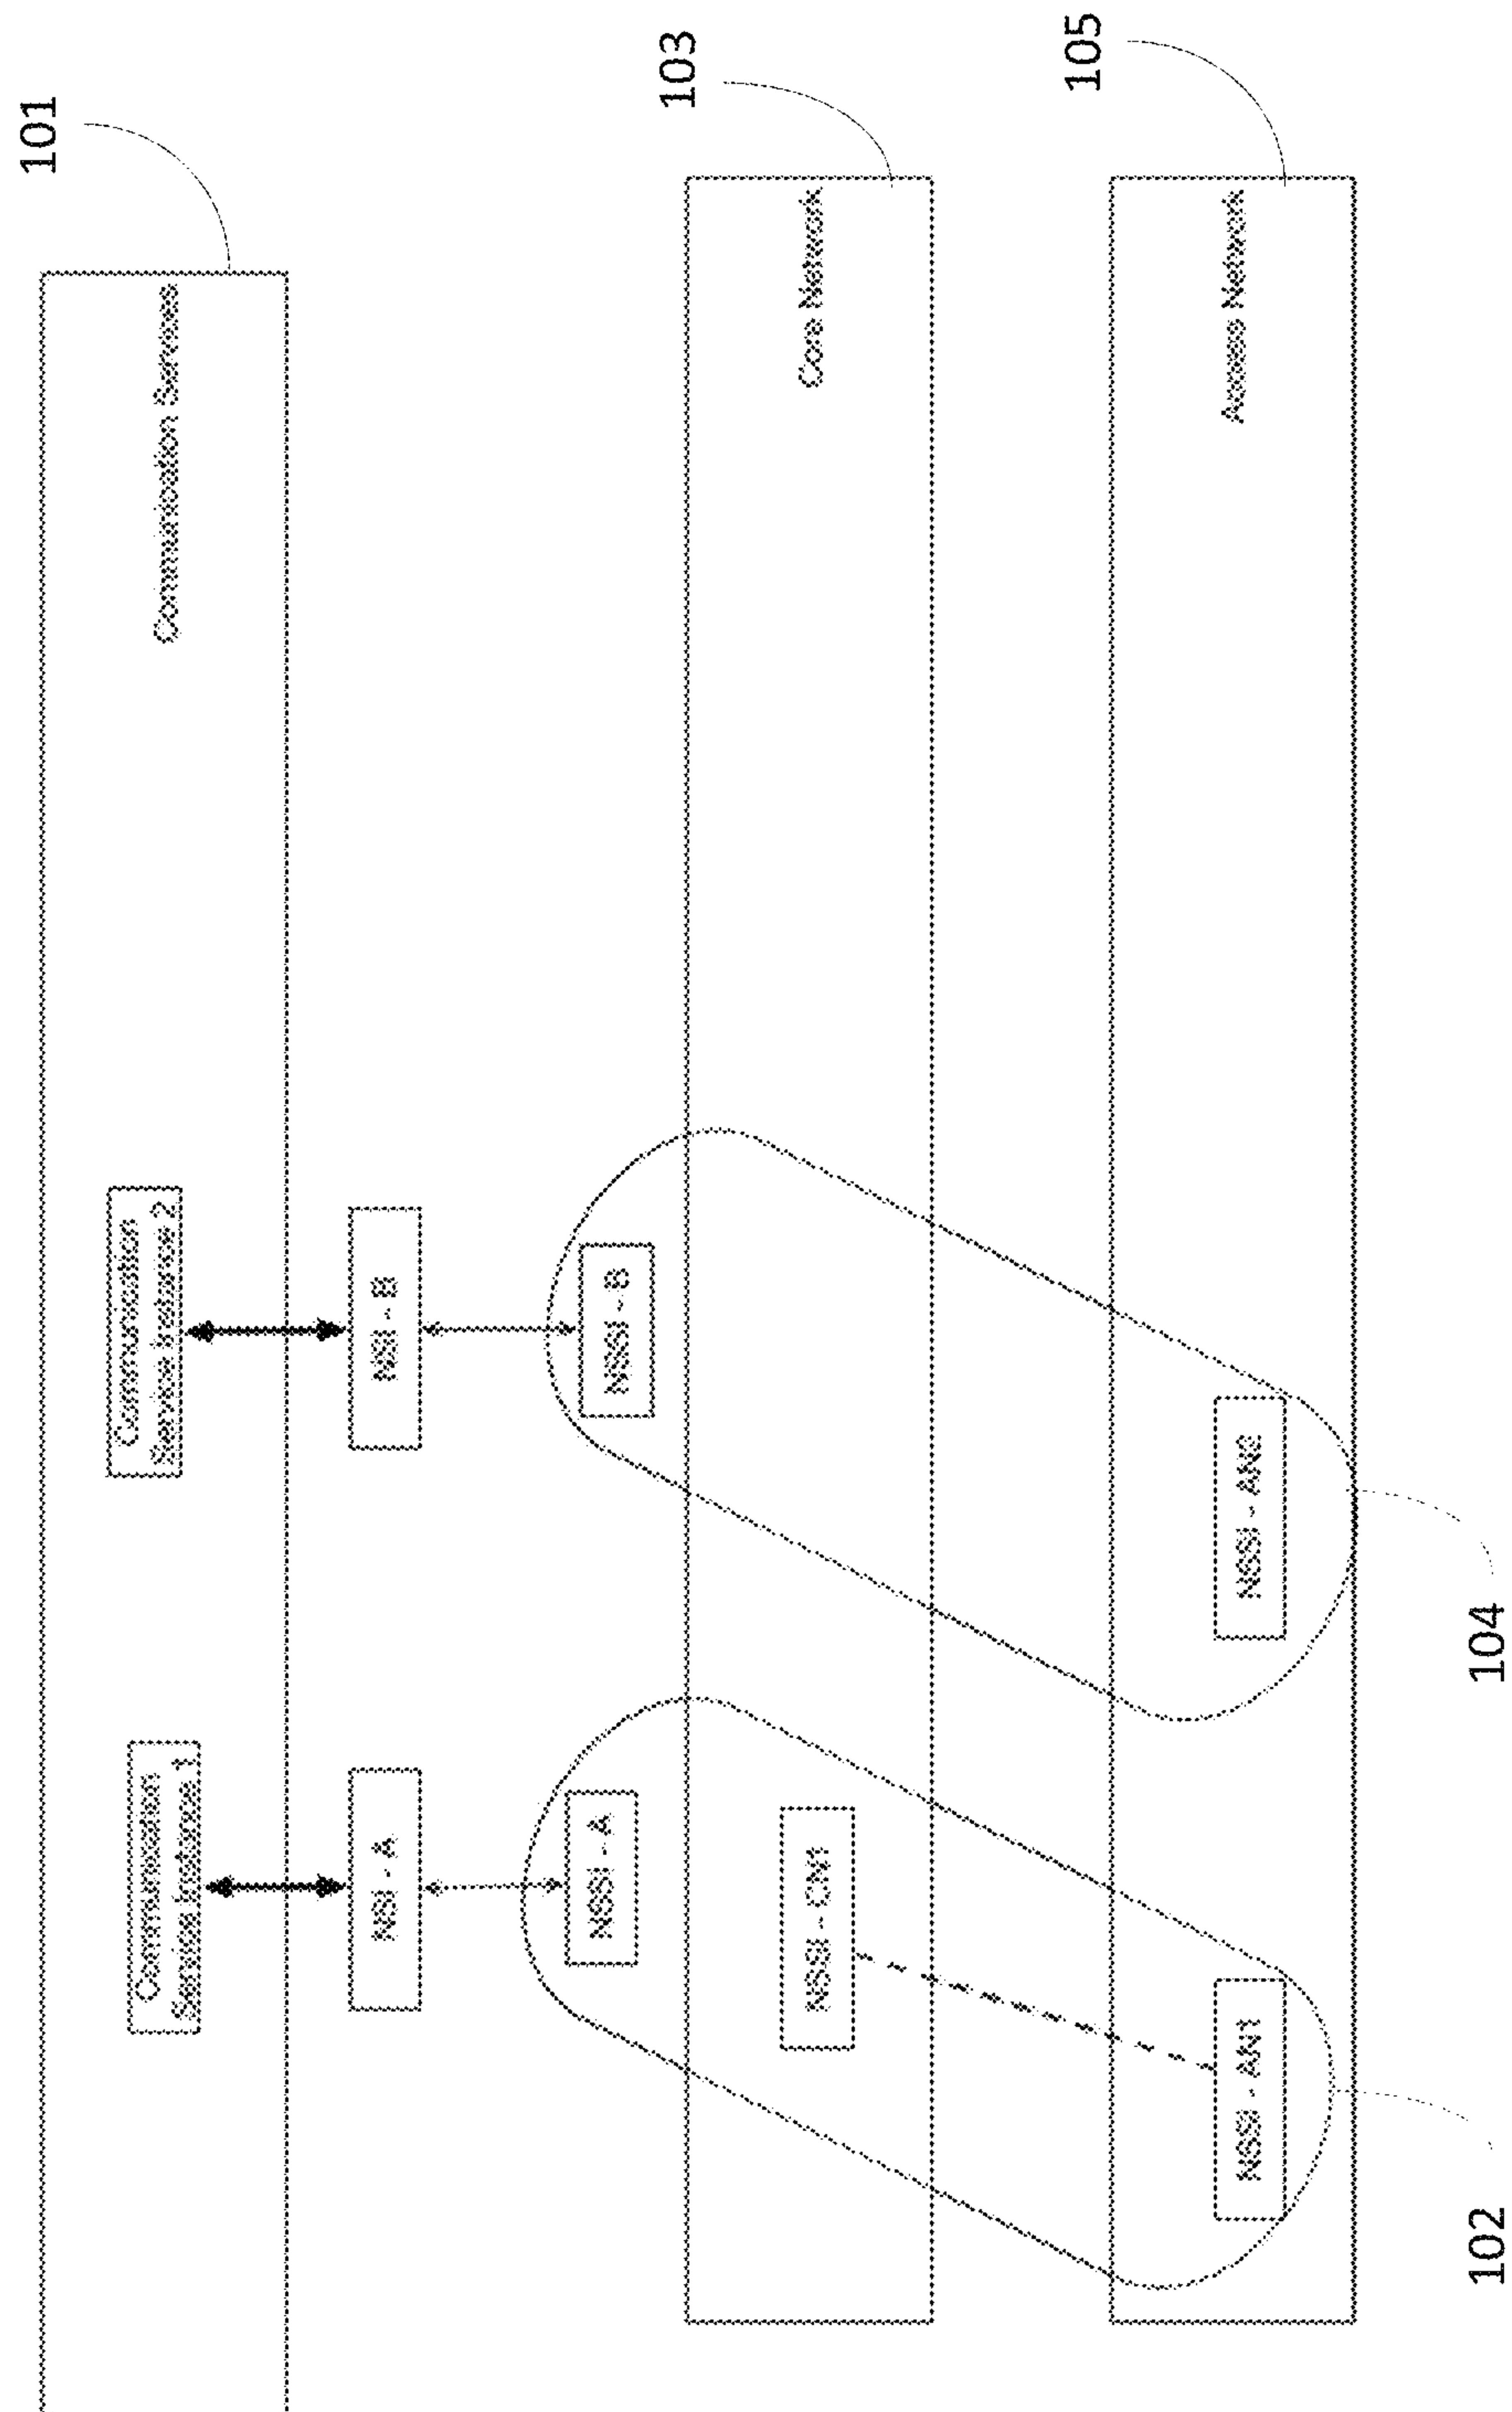 101
Communication
Service Instance 1
Communication
Service Instance 2
Communication Services
NSI - A
NSI - B
NSSI - A
NSSI - B
103
NSSI - CN1
Core Network
105
NSSI - AN1
NSSI - AN2
Access Network
102
104